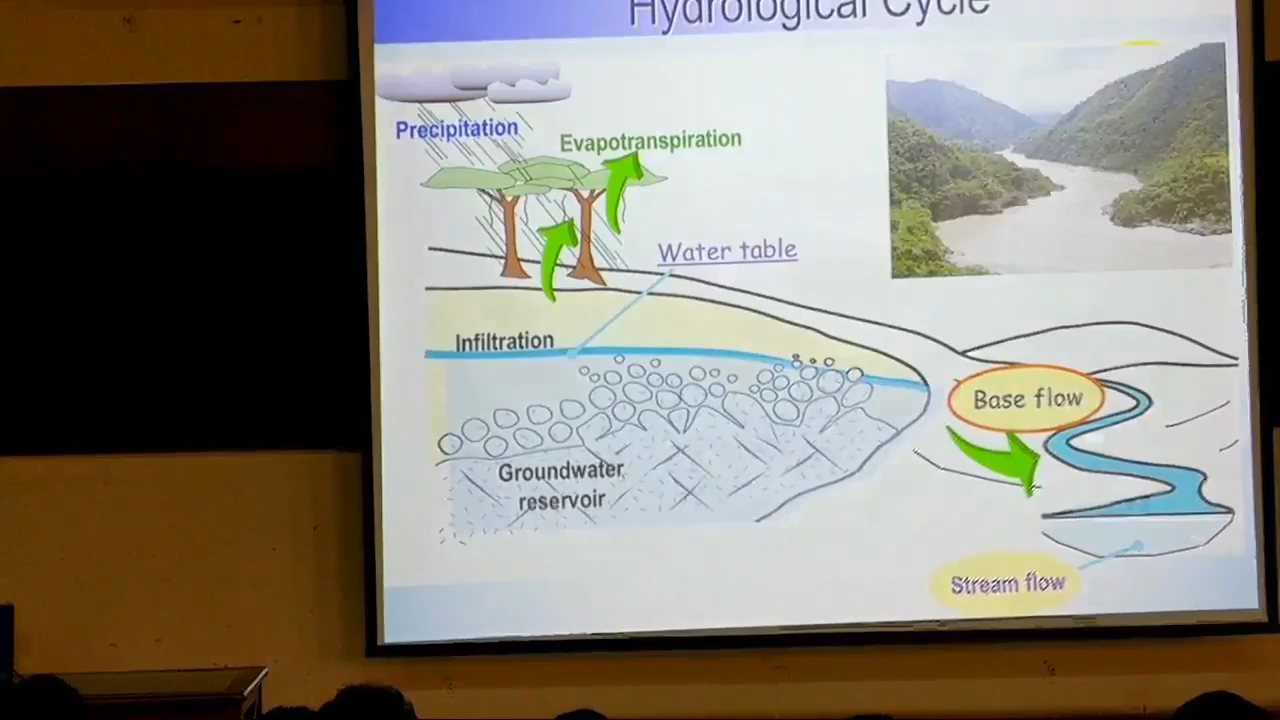 Hydrological Cycle
Precipitation
Evapotranspiration
Water table
Infiltration
Base flow
Groundwater
reservoir
Stream flow